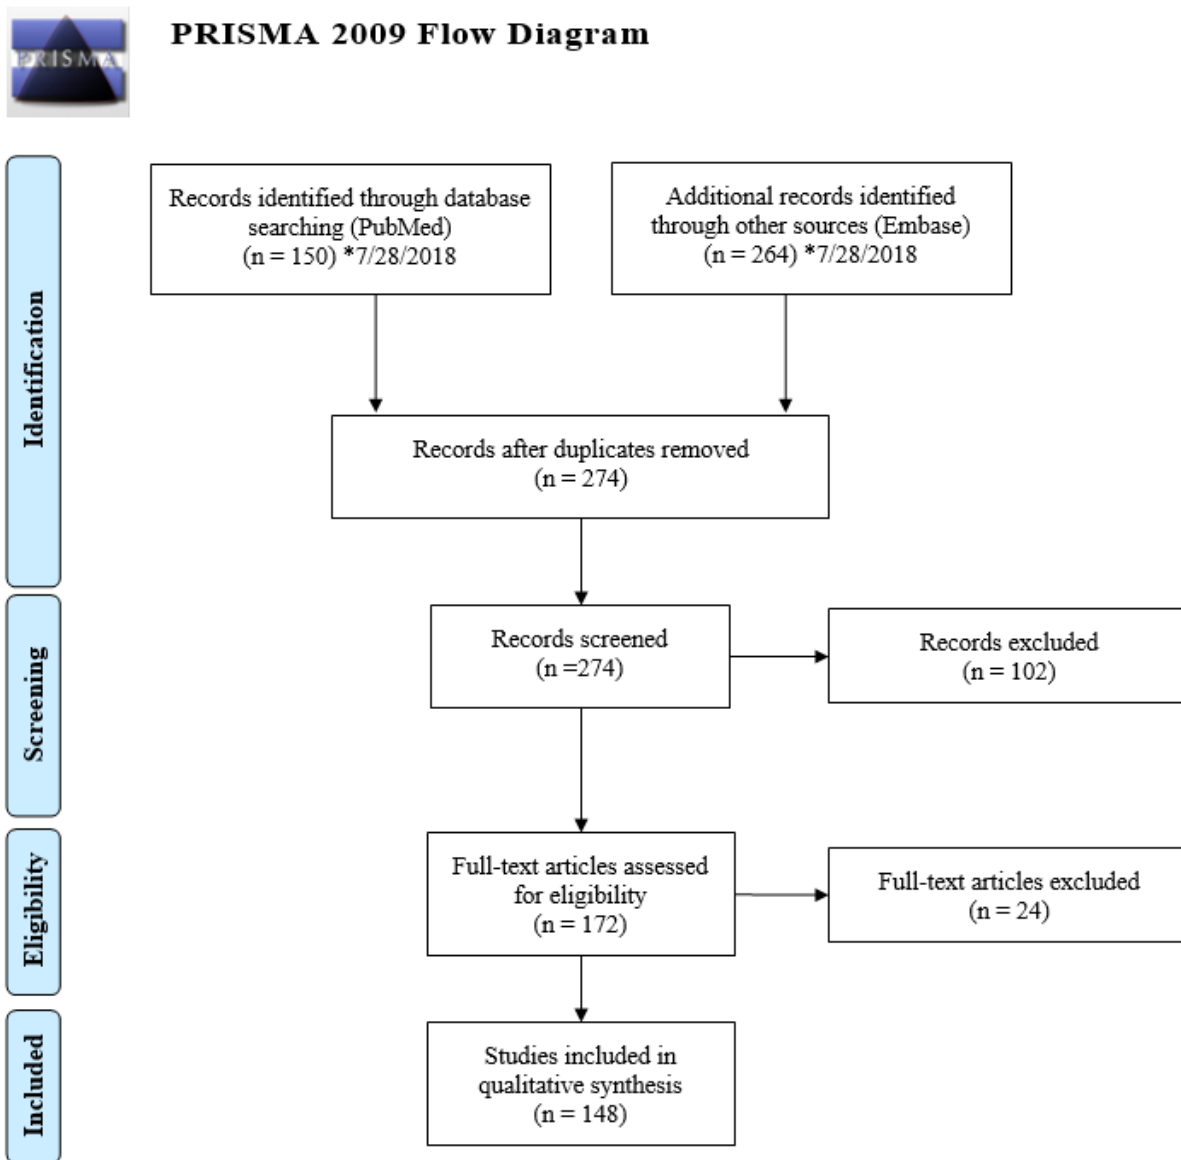 PRISMA
PRISMA 2009 Flow Diagram
Identification
Records identified through database
searching (PubMed)
(n = 150) *7/28/2018
Additional records identified
through other sources (Embase)
(n = 264) *7/28/2018
Records after duplicates removed
(n = 274)
Screening
Records screened
(n =274)
Records excluded
(n = 102)
Eligibility
Full-text articles assessed
for eligibility
(n = 172)
Full-text articles excluded
(n = 24)
Included
Studies included in
qualitative synthesis
(n = 148)